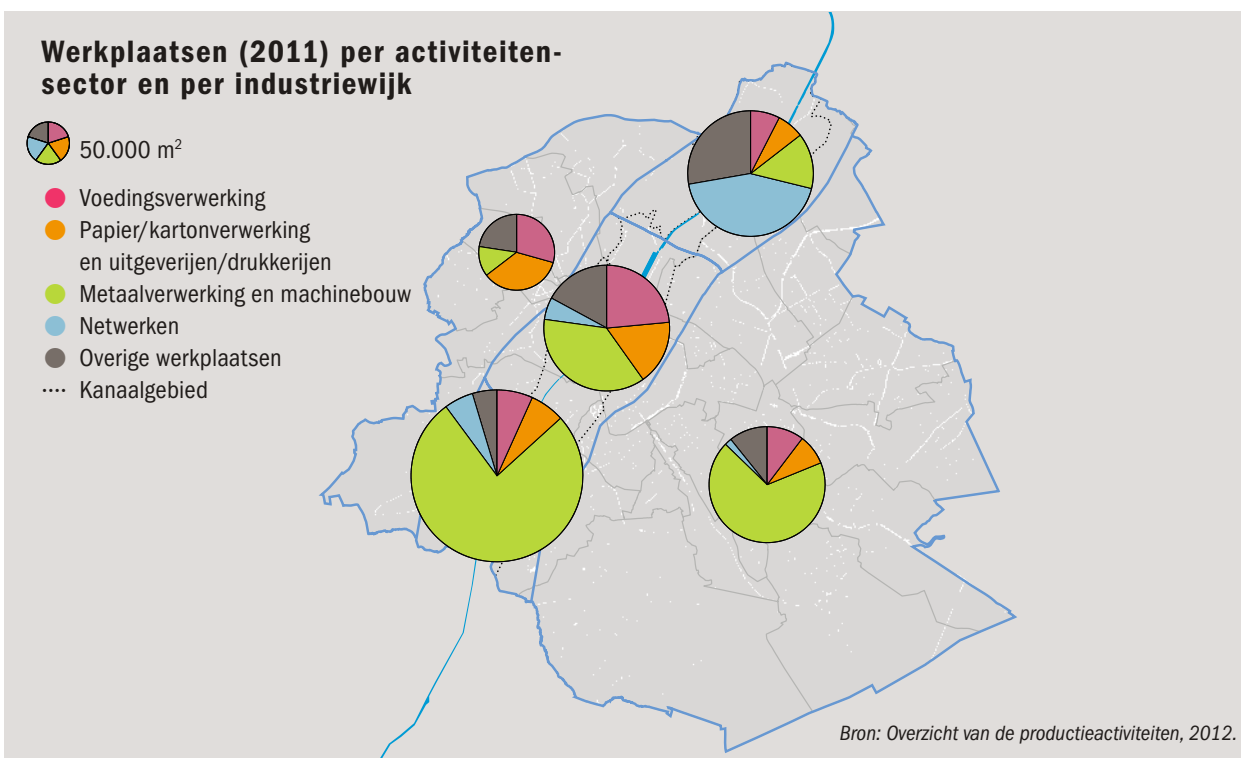 Werkplaatsen (2011) per activiteiten-
sector en per industriewijk
50.000 m²
Voedingsverwerking
Papier/kartonverwerking
en uitgeverijen/drukkerijen
Metaalverwerking en machinebouw
Netwerken
Overige werkplaatsen
Kanaalgebied
Bron: Overzicht van de productieactiviteiten, 2012.